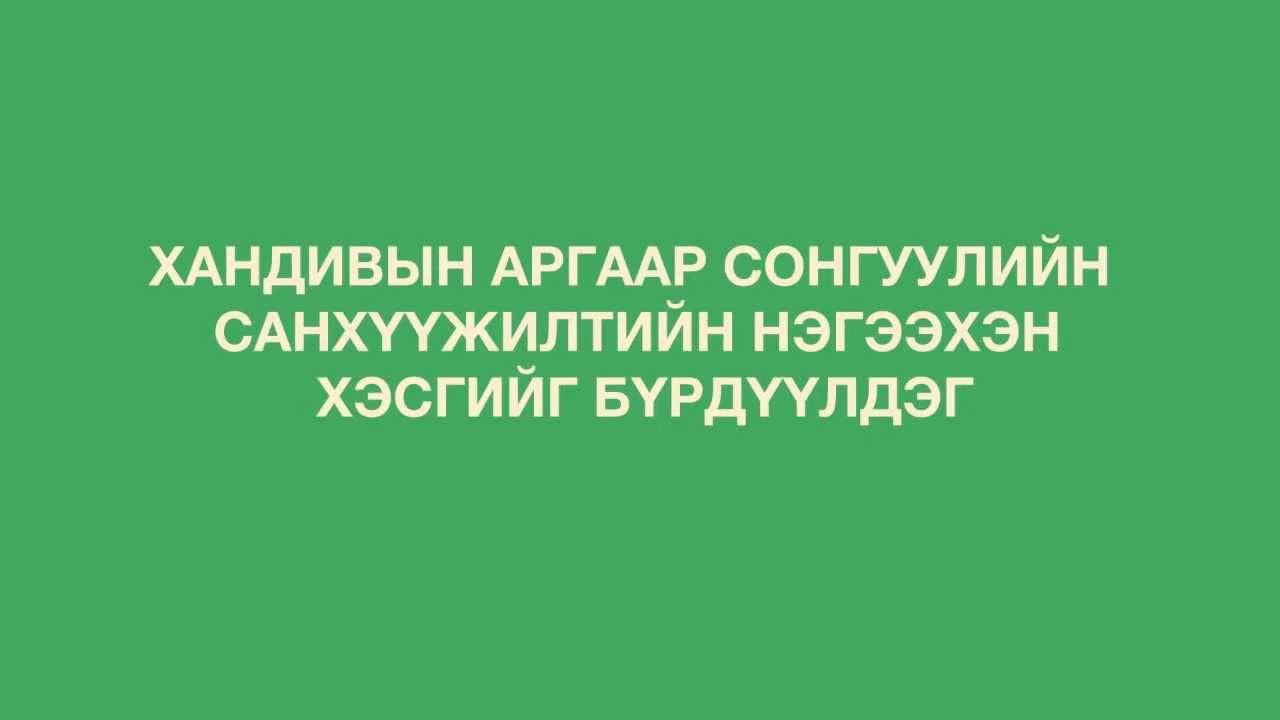 ХАНДИВЫН АРГААР СОНГУУЛИЙН
САНХҮҮЖИЛТИЙН НЭГЭЭХЭН
ХЭСГИЙГ БҮРДҮҮЛДЭГ